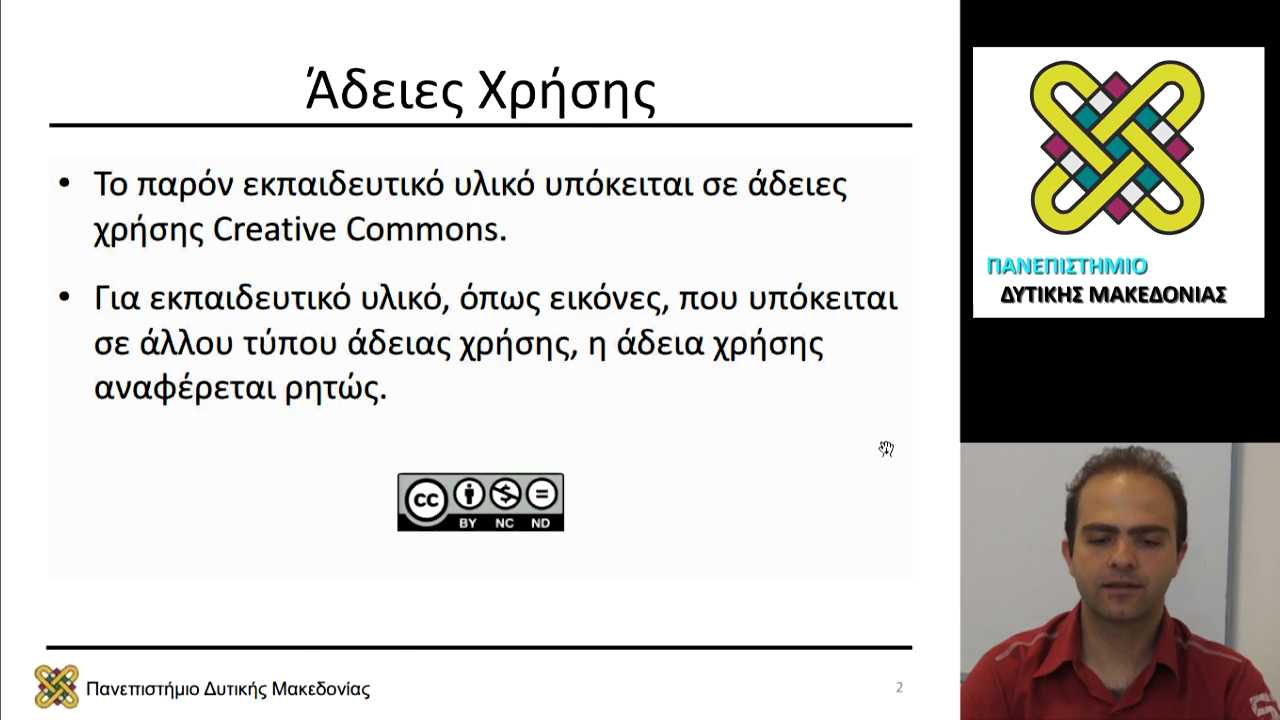 Άδειες Χρήσης
• Το παρόν εκπαιδευτικό υλικό υπόκειται σε άδειες
χρήσης Creative Commons.
• Για εκπαιδευτικό υλικό, όπως εικόνες, που υπόκειται
σε άλλου τύπου άδειας χρήσης, η άδεια χρήσης
αναφέρεται ρητώς.
cc
BY NC ND
Πανεπιστήμιο Δυτικής Μακεδονίας
2
ΠΑΝΕΠΙΣΤΗΜΙΟ
ΔΥΤΙΚΗΣ ΜΑΚΕΔΟΝΙΑΣ